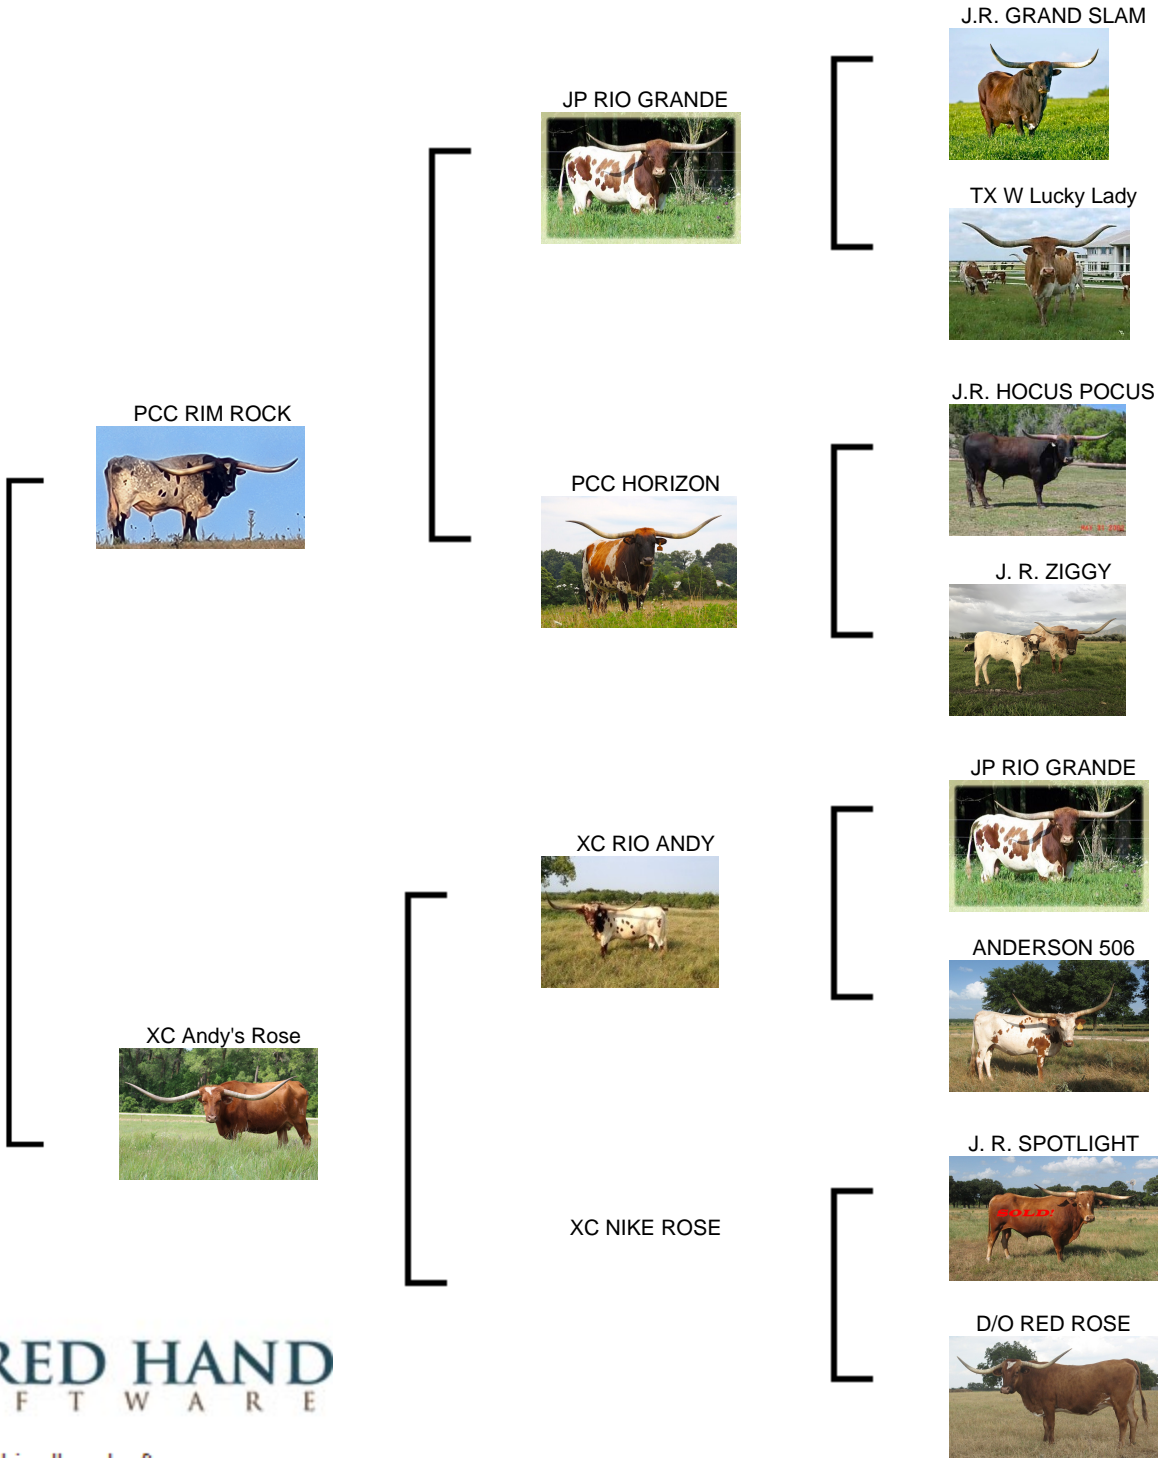 J.R. GRAND SLAM
JP RIO GRANDE
TX W Lucky Lady
J.R. HOCUS POCUS
PCC RIM ROCK
PCC HORIZON
J. R. ZIGGY
JP RIO GRANDE
XC RIO ANDY
ANDERSON 506
XC Andy's Rose
J. R. SPOTLIGHT
SOLD!
XC NIKE ROSE
D/O RED ROSE
RED HAND
F T W A R E